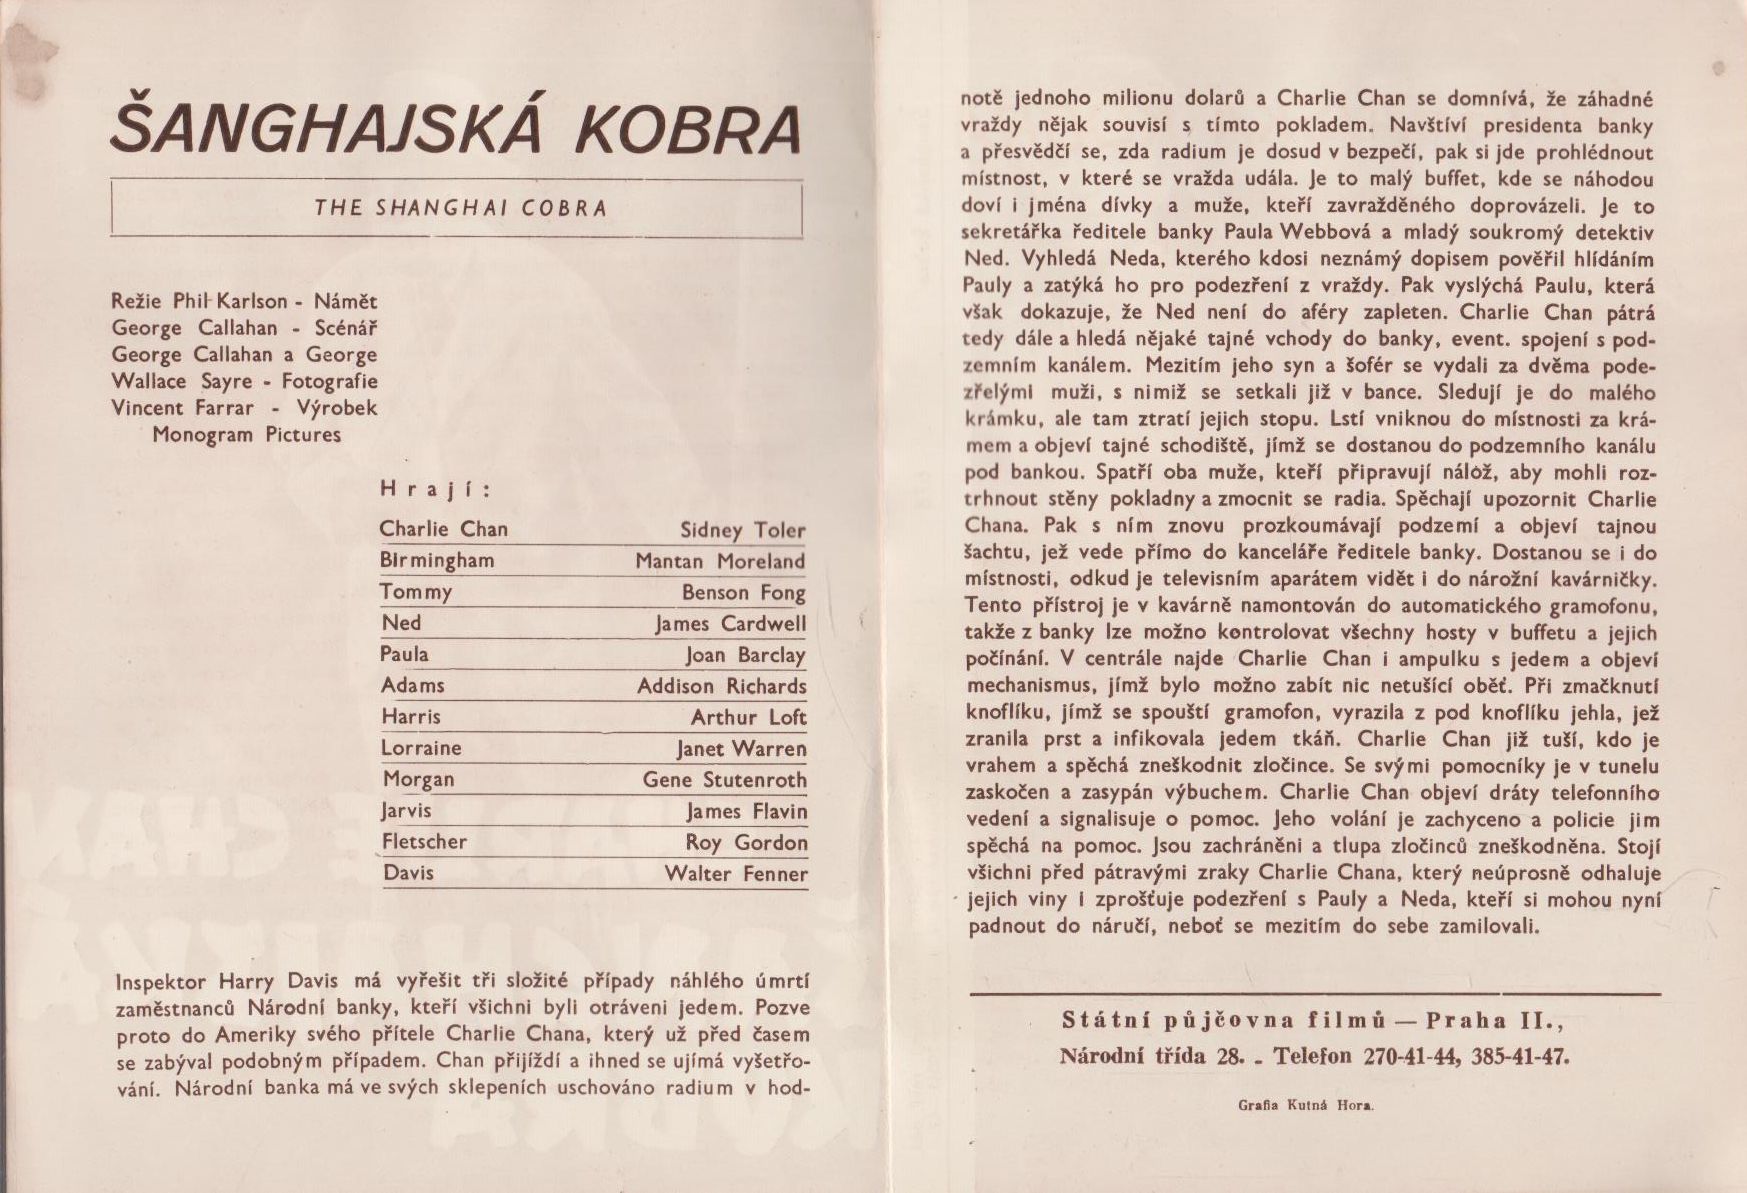 ŠANGHAJSKÁ KOBRA
THE SHANGHAI COBRA
Režie Phil Karlson - Námět
George Callahan - Scénář
George Callahan a George
Wallace Sayre - Fotografie
Vincent Farrar - Výrobek
Monogram Pictures
Hrají:
Charlie Chan Sidney Toler
Birmingham Mantan Moreland
Tommy Benson Fong
Ned James Cardwell
Paula Joan Barclay
Adams Addison Richards
Harris Arthur Loft
Lorraine Janet Warren
Morgan Gene Stutenroth
Jarvis James Flavin
Fletscher Roy Gordon
Davis Walter Fenner
Inspektor Harry Davis má vyřešit tři složité případy náhlého úmrtí
zaměstnanců Národní banky, kteří všichni byli otráveni jedem. Pozve
proto do Ameriky svého přítele Charlie Chana, který už před časem
se zabýval podobným případem. Chan přijíždí a ihned se ujímá vyšetřo-
vání. Národní banka má ve svých sklepeních uschováno radium v hod-
notě jednoho milionu dolarů a Charlie Chan se domnívá, že záhadné
vraždy nějak souvisí s tímto pokladem. Navštíví presidenta banky
a přesvědčí se, zda radium je dosud v bezpečí, pak si jde prohlédnout
místnost, v které se vražda udála. Je to malý buffet, kde se náhodou
doví i jména dívky a muže, kteří zavražděného doprovázeli. Je to
sekretářka ředitele banky Paula Webbová a mladý soukromý detektiv
Ned. Vyhledá Neda, kterého kdosi neznámý dopisem pověřil hlídáním
Pauly a zatýká ho pro podezření z vraždy. Pak vyslýchá Paulu, která
však dokazuje, že Ned není do aféry zapleten. Charlie Chan pátrá
tedy dále a hledá nějaké tajné vchody do banky, event. spojení s pod-
zemním kanálem. Mezitím jeho syn a šofér se vydali za dvěma pode-
zřelými muži, s nimiž se setkali již v bance. Sledují je do malého
krámku, ale tam ztratí jejich stopu. Lstí vniknou do místnosti za krá-
mem a objeví tajné schodiště, jímž se dostanou do podzemního kanálu
pod bankou. Spatří oba muže, kteří připravují nálož, aby mohli roz-
trhnout stěny pokladny a zmocnit se radia. Spěchají upozornit Charlie
Chana. Pak s ním znovu prozkoumávají podzemí a objeví tajnou
šachtu, jež vede přímo do kanceláře ředitele banky. Dostanou se i do
místnosti, odkud je televisním aparátem vidět i do nárožní kavárničky.
Tento přístroj je v kavárně namontován do automatického gramofonu,
takže z banky lze možno kontrolovat všechny hosty v buffetu a jejich
počínání. V centrále najde Charlie Chan i ampulku s jedem a objeví
mechanismus, jímž bylo možno zabít nic netušící oběť. Při zmačknutí
knoflíku, jímž se spouští gramofon, vyrazila z pod knoflíku jehla, jež
zranila prst a infikovala jedem tkáň. Charlie Chan již tuší, kdo je
vrahem a spěchá zneškodnit zločince. Se svými pomocníky je v tunelu
zaskočen a zasypán výbuchem. Charlie Chan objeví dráty telefonního
vedení a signalisuje o pomoc. Jeho volání je zachyceno a policie jim
spěchá na pomoc. Jsou zachráněni a tlupa zločinců zneškodněna. Stojí
všichni před pátravými zraky Charlie Chana, který neúprosně odhaluje
jejich viny i zprošťuje podezření s Pauly a Neda, kteří si mohou nyní
padnout do náručí, neboť se mezitím do sebe zamilovali.
Státní půjčovna filmů — Praha II.,
Národní třída 28. - Telefon 270-41-44, 385-41-47.
Grafia Kutná Hora.